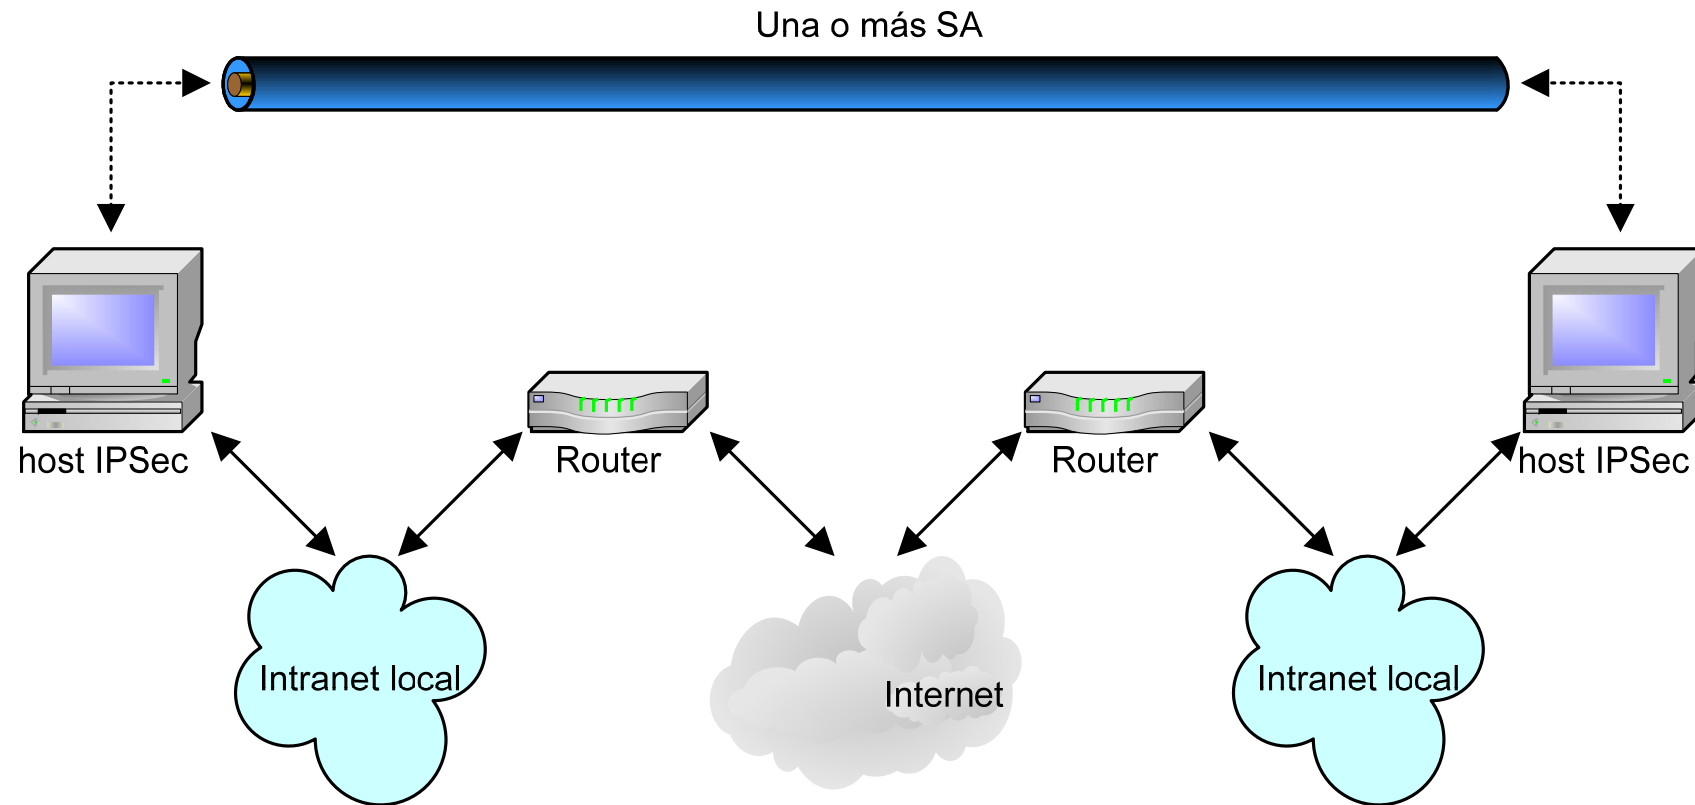 Una o más SA
host IPSec
Router
Router
host IPSec
Intranet local
Internet
Intranet local